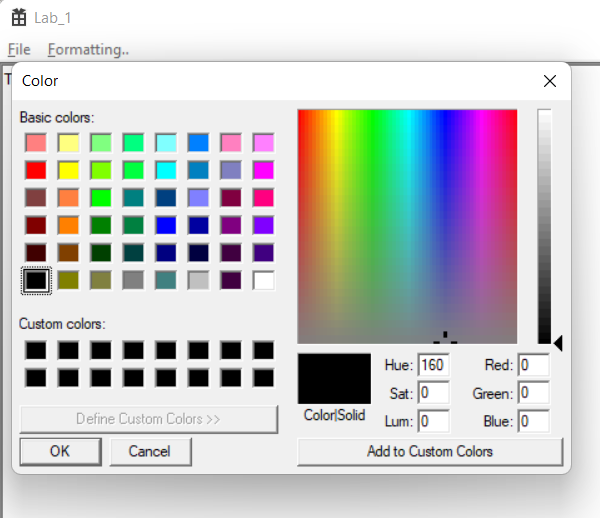 Lab_1
File Formatting..
T
Color
Basic colors:
Custom colors:
Define Custom Colors >>
OK Cancel
Color|Solid
Hue: 160 Red: 0
Sat: 0 Green: 0
Lum: 0 Blue: 0
Add to Custom Colors